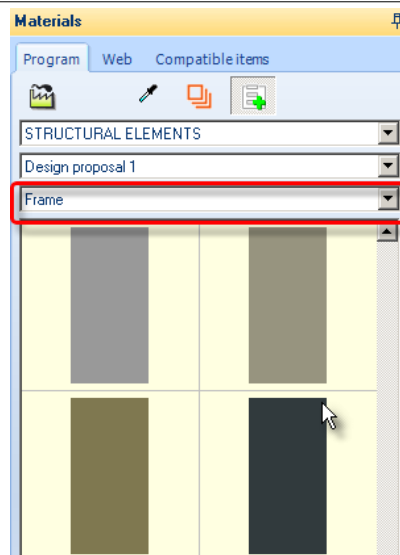 Materials
Program Web Compatible items
STRUCTURAL ELEMENTS
Design proposal 1
Frame